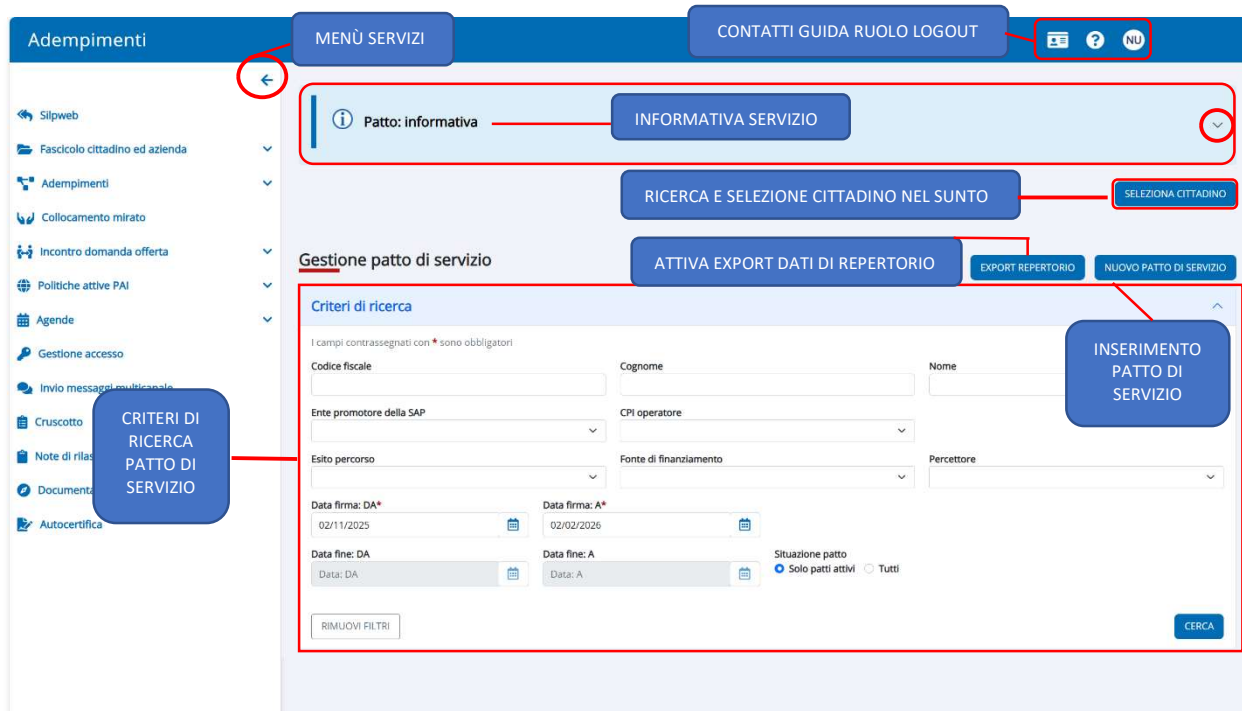 Adempimenti
MENÙ SERVIZI
CONTATTI GUIDA RUOLO LOGOUT
NU
Silpweb
Fascicolo cittadino ed azienda
Adempimenti
Collocamento mirato
Incontro domanda offerta
Politiche attive PAI
Agende
Gestione accesso
Invio messaggi multicanale
Cruscotto
Note di rilas
Documenta
Autocertifica
CRITERI DI
RICERCA
PATTO DI
SERVIZIO
Patto: informativa
INFORMATIVA SERVIZIO
RICERCA E SELEZIONE CITTADINO NEL SUNTO
SELEZIONA CITTADINO
Gestione patto di servizio
ATTIVA EXPORT DATI DI REPERTORIO
EXPORT REPERTORIO
NUOVO PATTO DI SERVIZIO
Criteri di ricerca
INSERIMENTO
PATTO DI
SERVIZIO
I campi contrassegnati con * sono obbligatori
Codice fiscale
Cognome
Nome
Ente promotore della SAP
CPI operatore
Esito percorso
Fonte di finanziamento
Percettore
Data firma: DA*
Data firma: A*
02/11/2025
02/02/2026
Data fine: DA
Data fine: A
Situazione patto
Data: DA
Data: A
Solo patti attivi
Tutti
RIMUOVI FILTRI
CERCA